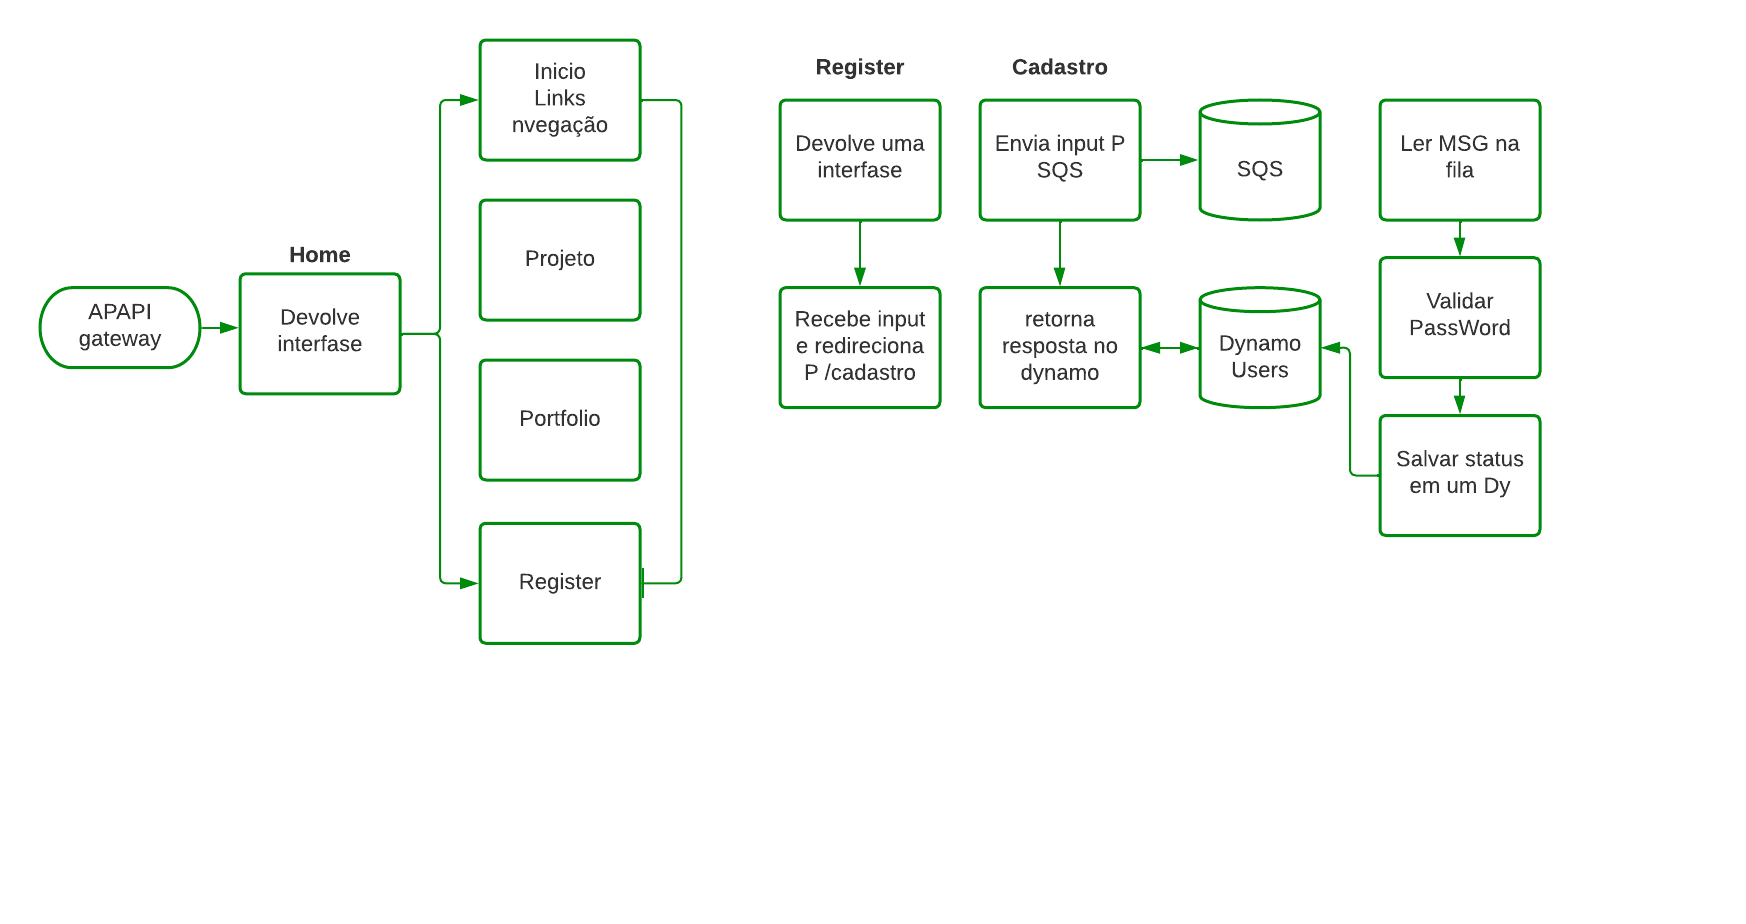 APAPI
gateway
Home
Devolve
interfase
Inicio
Links
nvegação
Projeto
Portfolio
Register
Register
Devolve uma
interfase
Recebe input
e redireciona
P /cadastro
Cadastro
Envia input P
SQS
retorna
resposta no
dynamo
SQS
Dynamo
Users
Ler MSG na
fila
Validar
PassWord
Salvar status
em um Dy